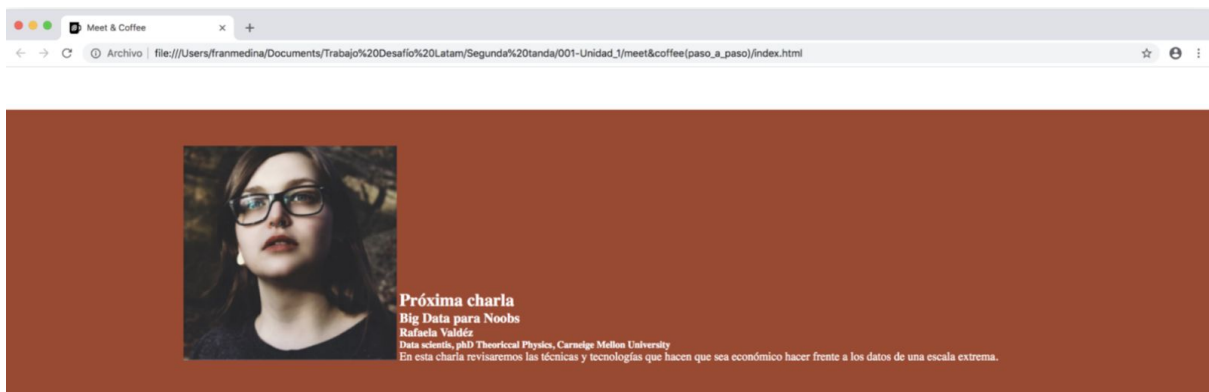 Meet & Coffee
Archivo | file:///Users/franmedina/Documents/Trabajo%20Desafío%20Latam/Segunda%20tanda/001-Unidad_1/meet&coffee(paso_a_paso)/index.html
Próxima charla
Big Data para Noobs
Rafaela Valdéz
Data scientis, phD Theoriccal Physics, Carneige Mellon University
En esta charla revisaremos las técnicas y tecnologías que hacen que sea económico hacer frente a los datos de una escala extrema.